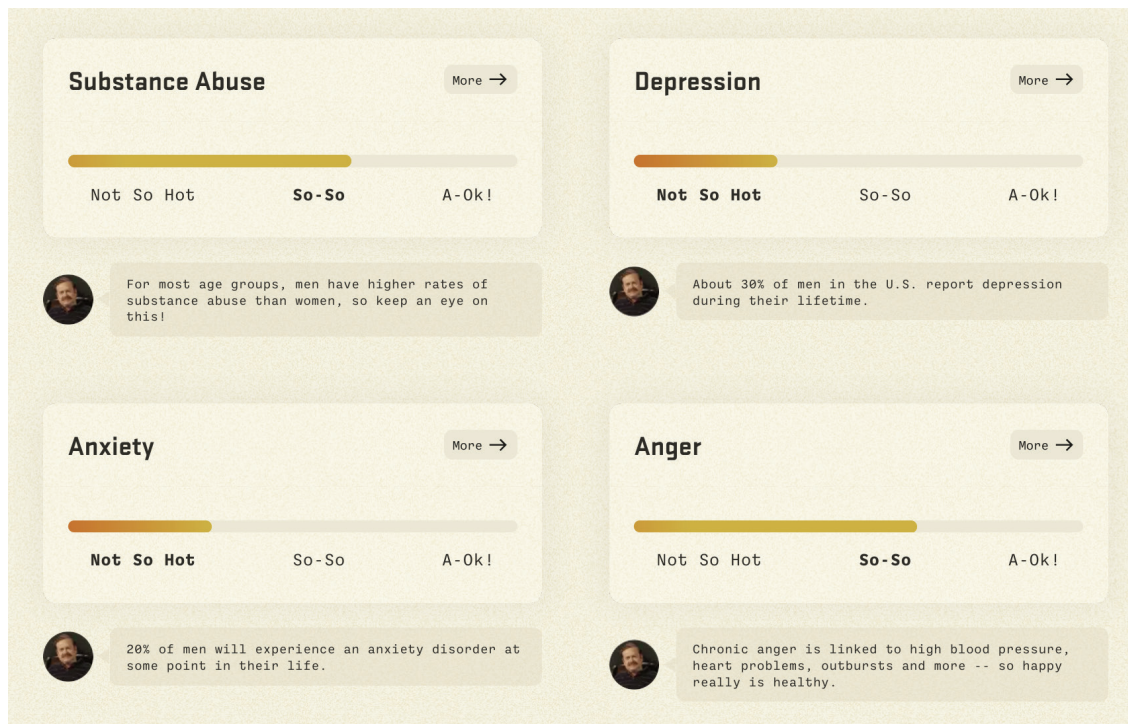 Substance Abuse
More
Not So Hot So-So A-Ok!
For most age groups, men have higher rates of
substance abuse than women, so keep an eye on
this!
Depression
More
Not So Hot So-So A-Ok!
About 30% of men in the U.S. report depression
during their lifetime.
Anxiety
More
Not So Hot So-So A-Ok!
20% of men will experience an anxiety disorder at
some point in their life.
Anger
More
Not So Hot So-So A-Ok!
Chronic anger is linked to high blood pressure,
heart problems, outbursts and more -- so happy
really is healthy.